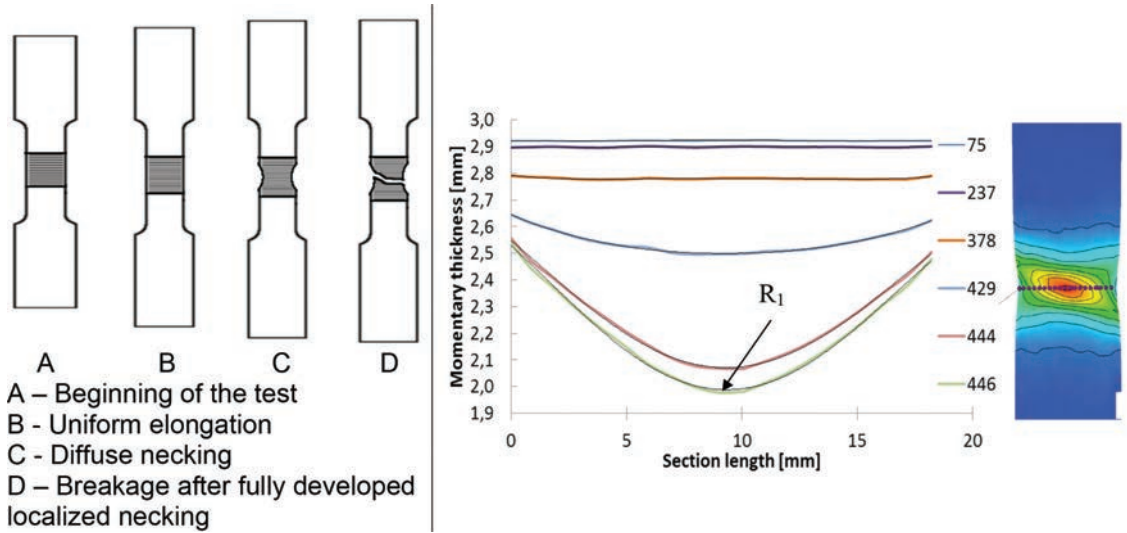 A B C D
A – Beginning of the test
B - Uniform elongation
C - Diffuse necking
D – Breakage after fully developed
localized necking
Momentary thickness [mm]
3,0
2,9
2,8
2,7
2,6
2,5
2,4
2,3
2,2
2,1
2,0
1,9
R1
0 5 10 15 20
Section length [mm]
75
237
378
429
444
446